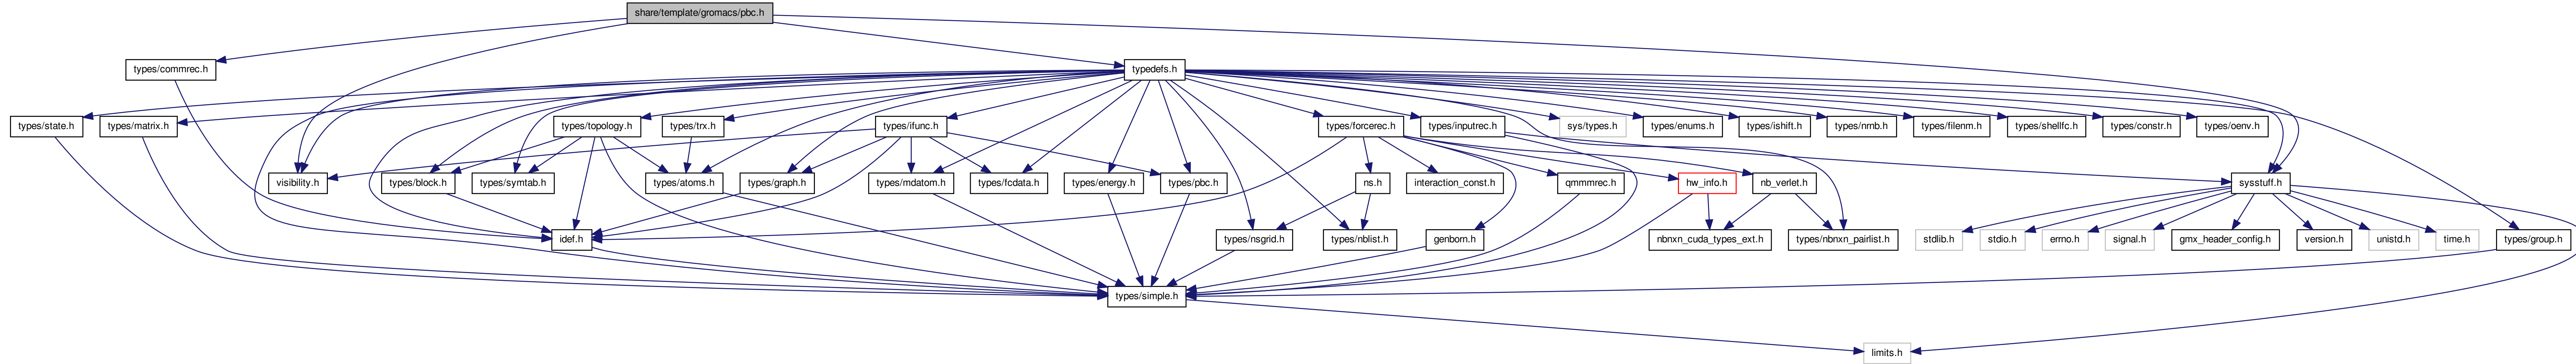 share/template/gromacs/pbc.h
types/commrec.h
typedefs.h
types/state.h
types/matrix.h
types/topology.h
types/trx.h
types/ifunc.h
types/forcerec.h
types/inputrec.h
sys/types.h
types/enums.h
types/ishift.h
types/nrnb.h
types/filenm.h
types/shellfc.h
types/constr.h
types/oenv.h
visibility.h
types/block.h
types/symtab.h
types/atoms.h
types/graph.h
types/mdatom.h
types/fcdata.h
types/energy.h
types/pbc.h
ns.h
interaction_const.h
qmmmrec.h
hw_info.h
nb_verlet.h
sysstuff.h
idef.h
types/nsgrid.h
types/nblist.h
genborn.h
nbnxn_cuda_types_ext.h
types/nbnxn_pairlist.h
stdlib.h
stdio.h
errno.h
signal.h
gmx_header_config.h
version.h
unistd.h
time.h
types/group.h
types/simple.h
limits.h